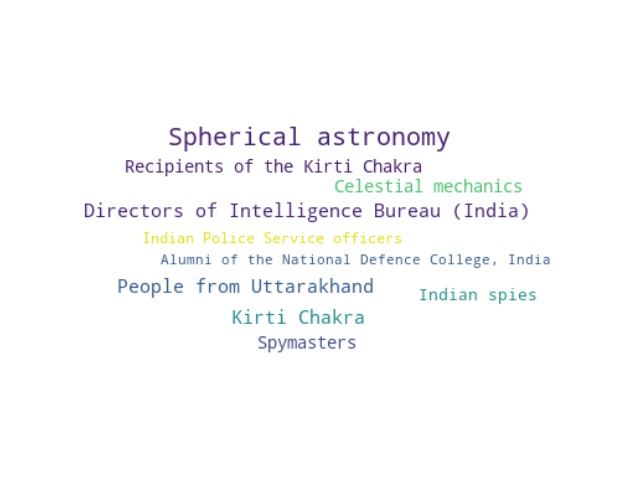 Spherical astronomy
Recipients of the Kirti Chakra
Celestial mechanics
Directors of Intelligence Bureau (India)
Indian Police Service officers
Alumni of the National Defence College, India
People from Uttarakhand
Indian spies
Kirti Chakra
Spymasters